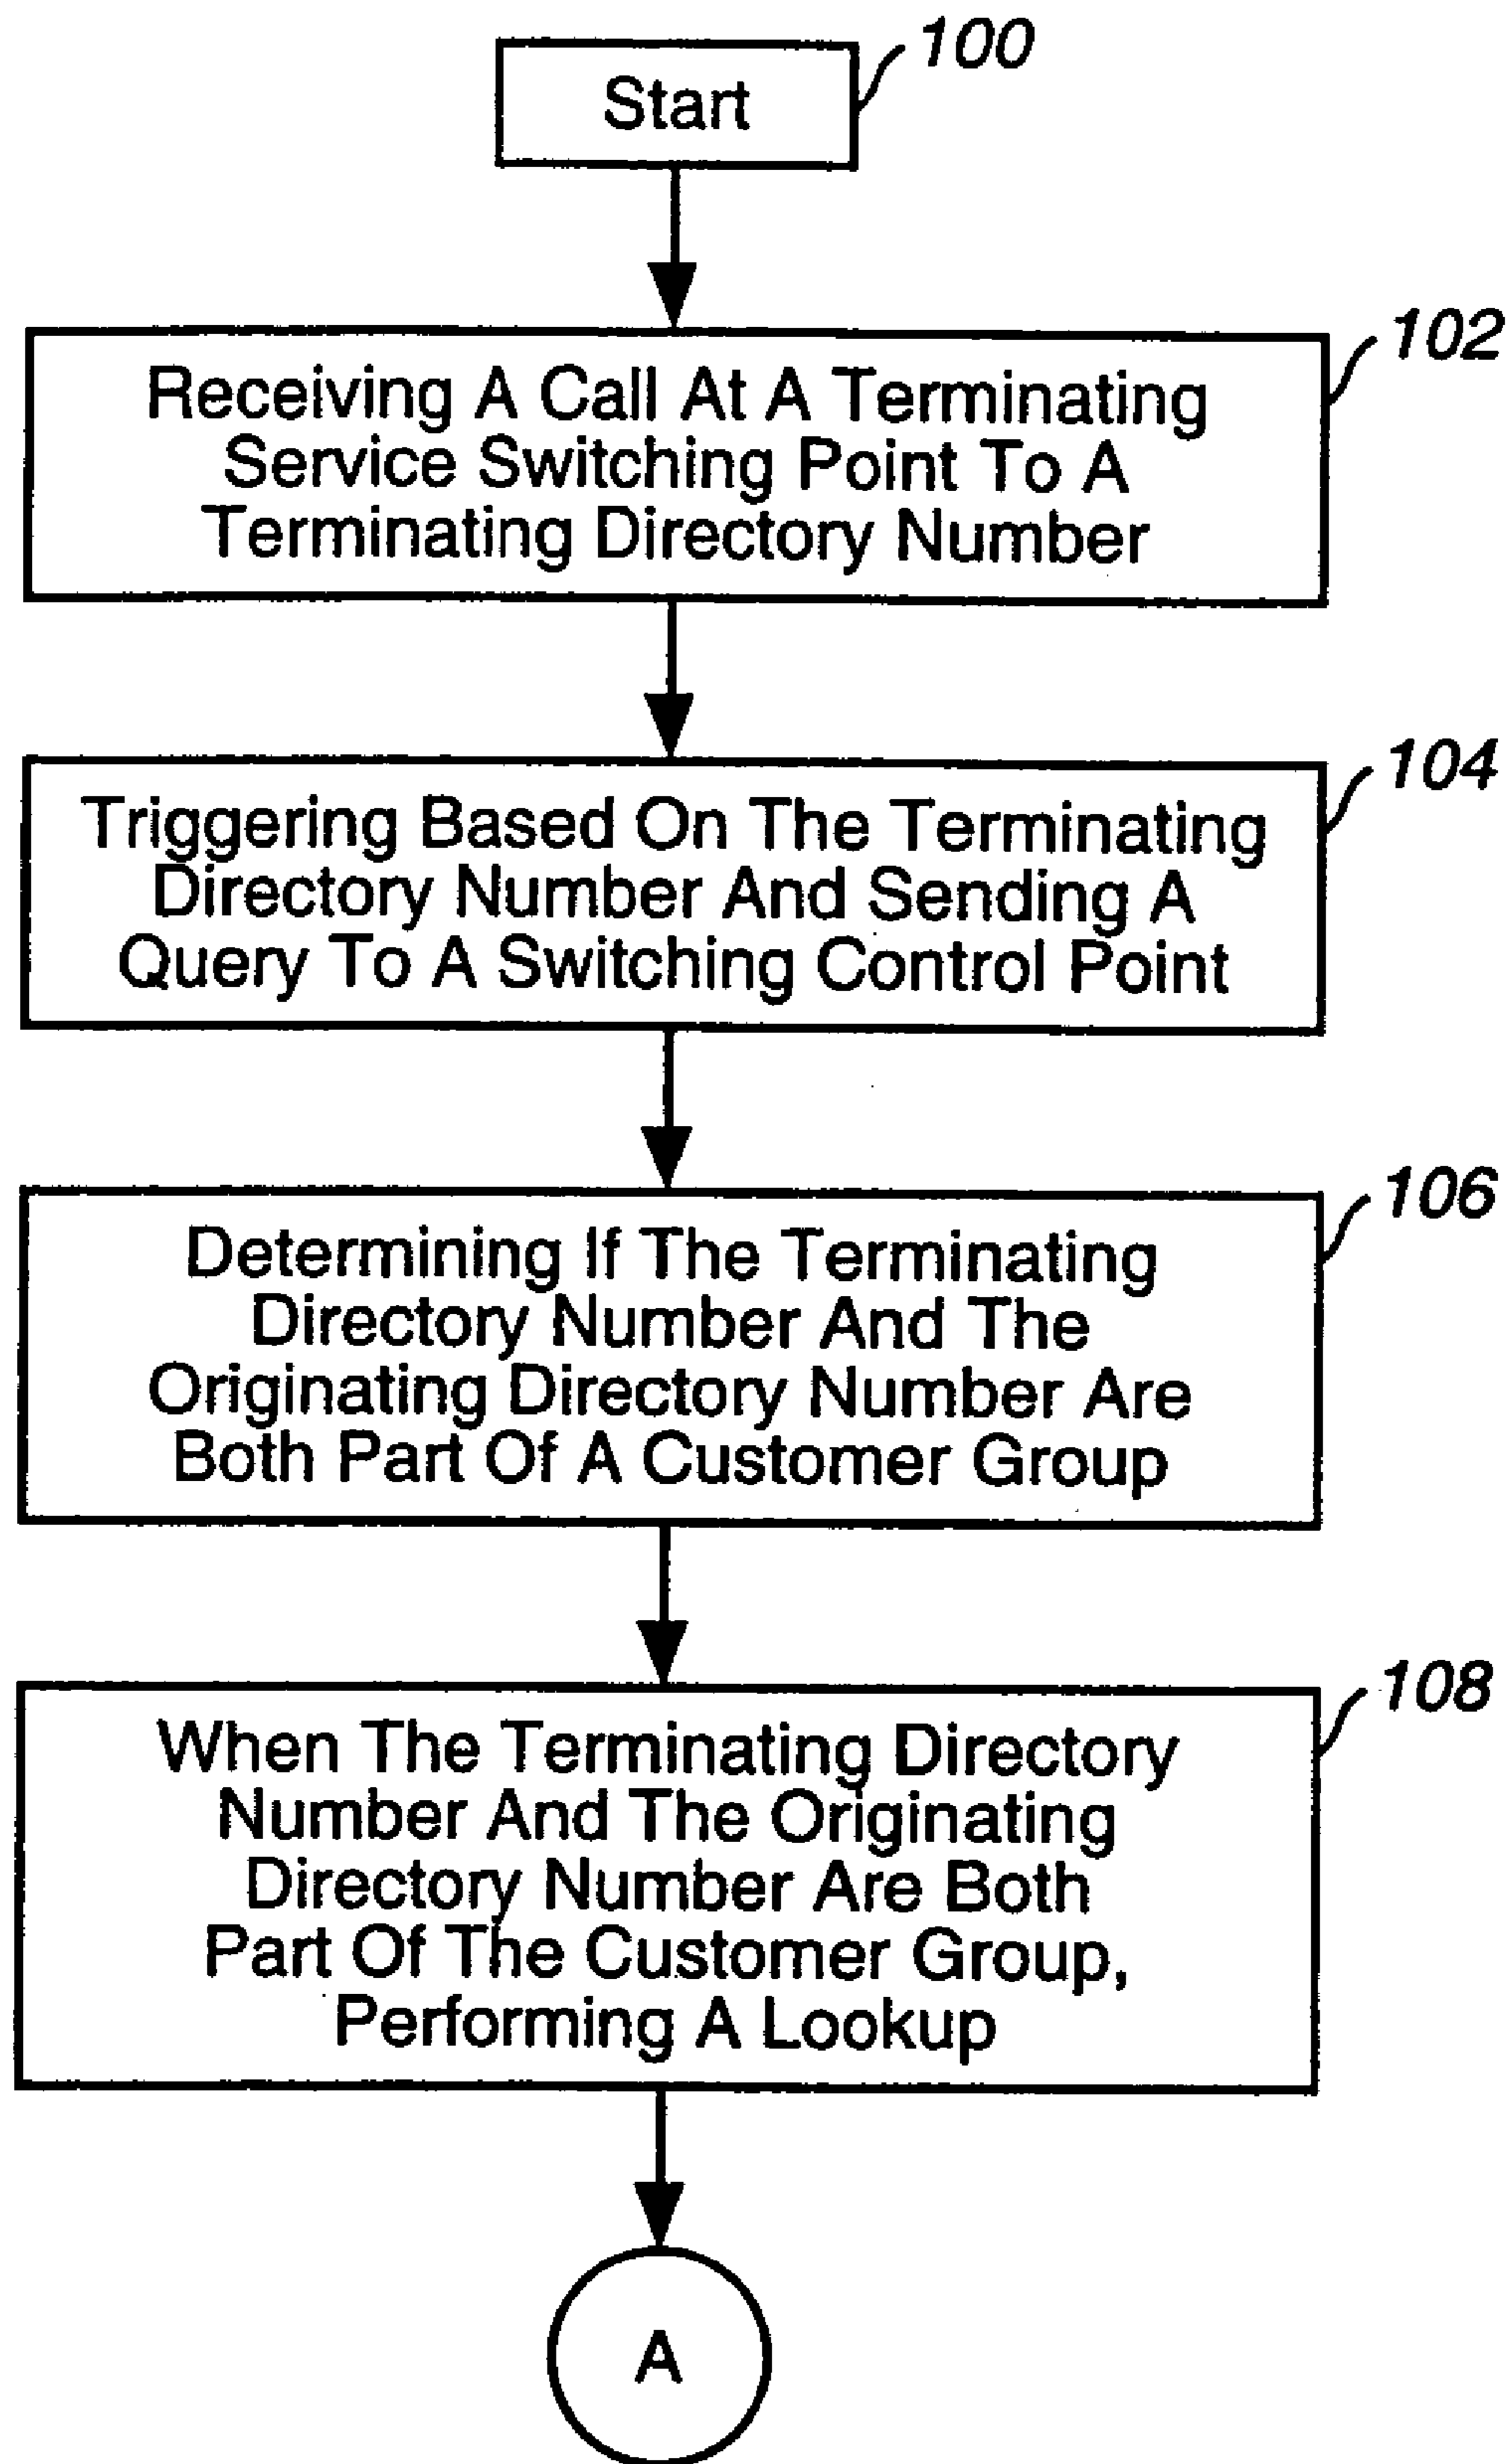 100
Start
102
Receiving A Call At A Terminating
Service Switching Point To A
Terminating Directory Number
104
Triggering Based On The Terminating
Directory Number And Sending A
Query To A Switching Control Point
106
Determining If The Terminating
Directory Number And The
Originating Directory Number Are
Both Part Of A Customer Group
108
When The Terminating Directory
Number And The Originating
Directory Number Are Both
Part Of The Customer Group,
Performing A Lookup
A